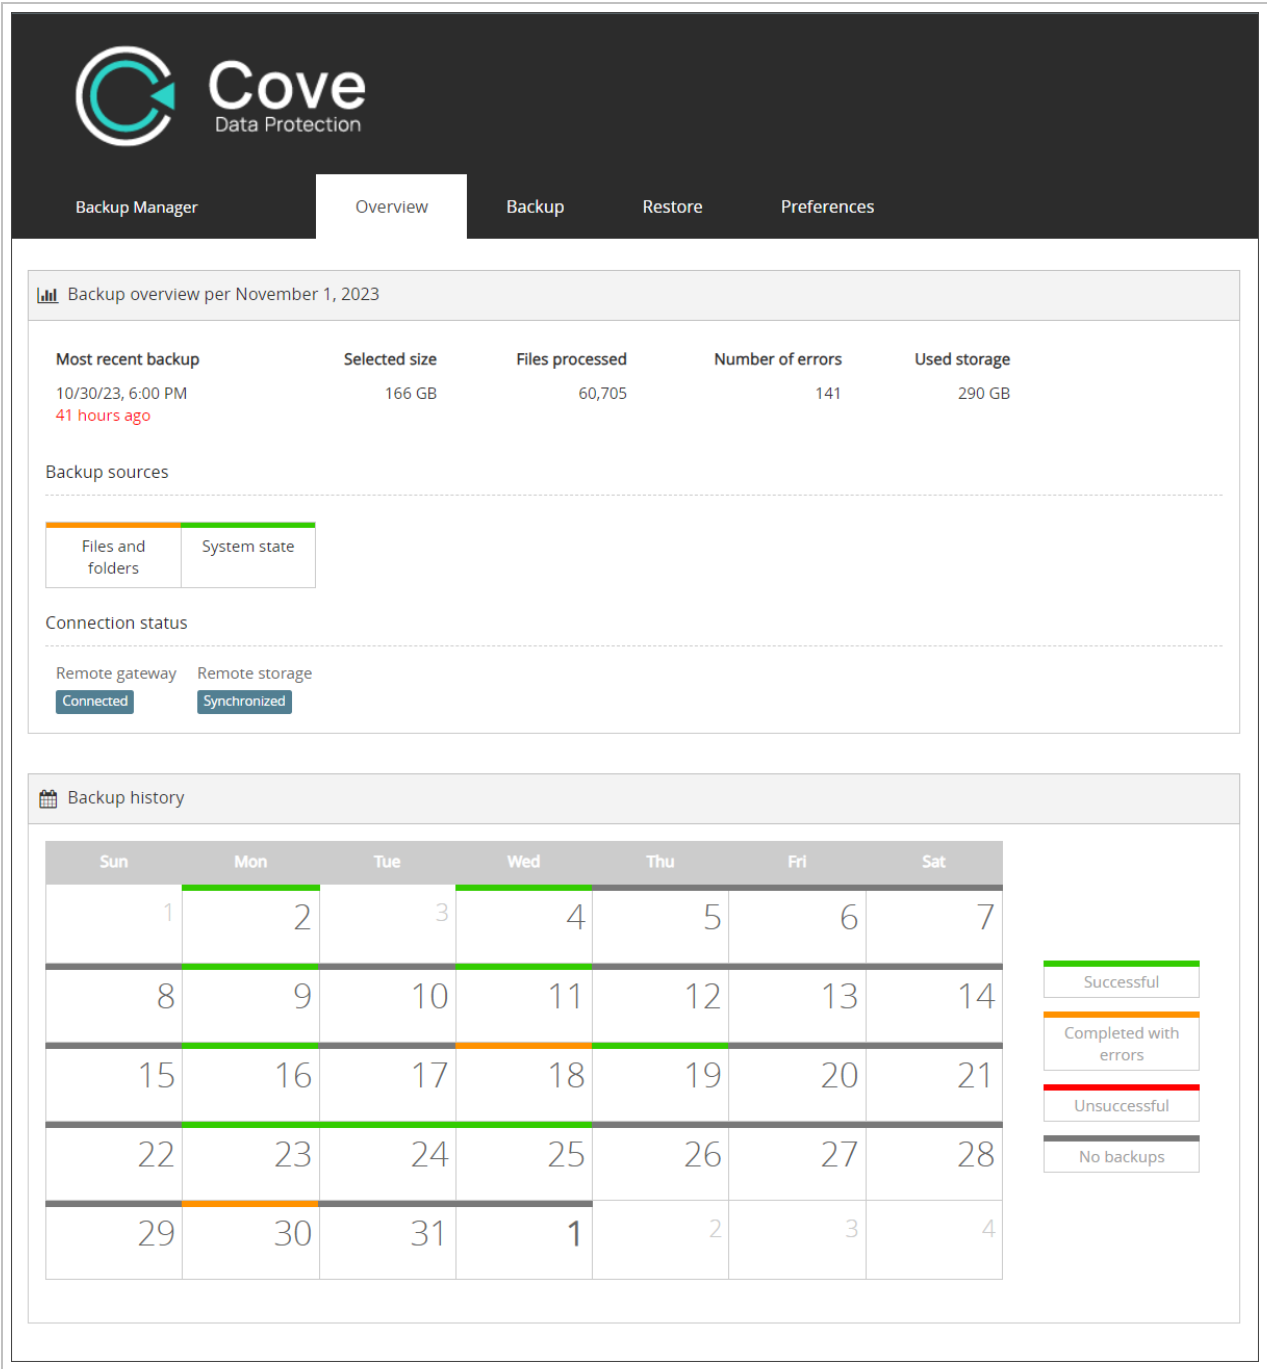 Cove
Data Protection
Backup Manager Overview Backup Restore Preferences
Backup overview per November 1, 2023
Most recent backup Selected size Files processed Number of errors Used storage
10/30/23, 6:00 PM 166 GB 60,705 141 290 GB
41 hours ago
Backup sources
Files and System state
folders
Connection status
Remote gateway Remote storage
Connected Synchronized
Backup history
Sun Mon Tue Wed Thu Fri Sat
1 2 3 4 5 6 7
8 9 10 11 12 13 14
15 16 17 18 19 20 21
22 23 24 25 26 27 28
29 30 31 1 2 3 4
Successful
Completed with
errors
Unsuccessful
No backups